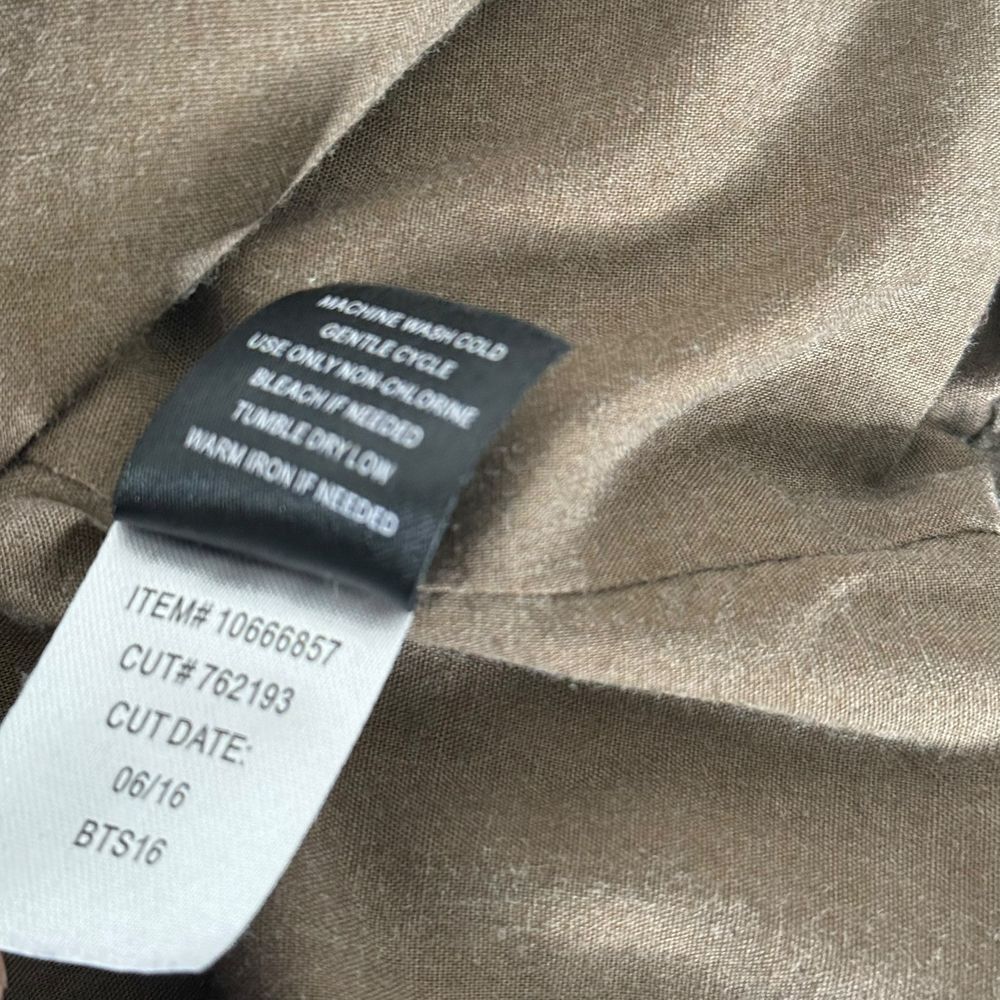 MACHINE WASH COLD
GENTLE CYCLE
USE ONLY NON-CHLORINE
BLEACH IF NEEDED
TUMBLE DRY LOW
WARM IRON IF NEEDED
ITEM# 10666857
CUT# 762193
CUT DATE:
06/16
BTS16